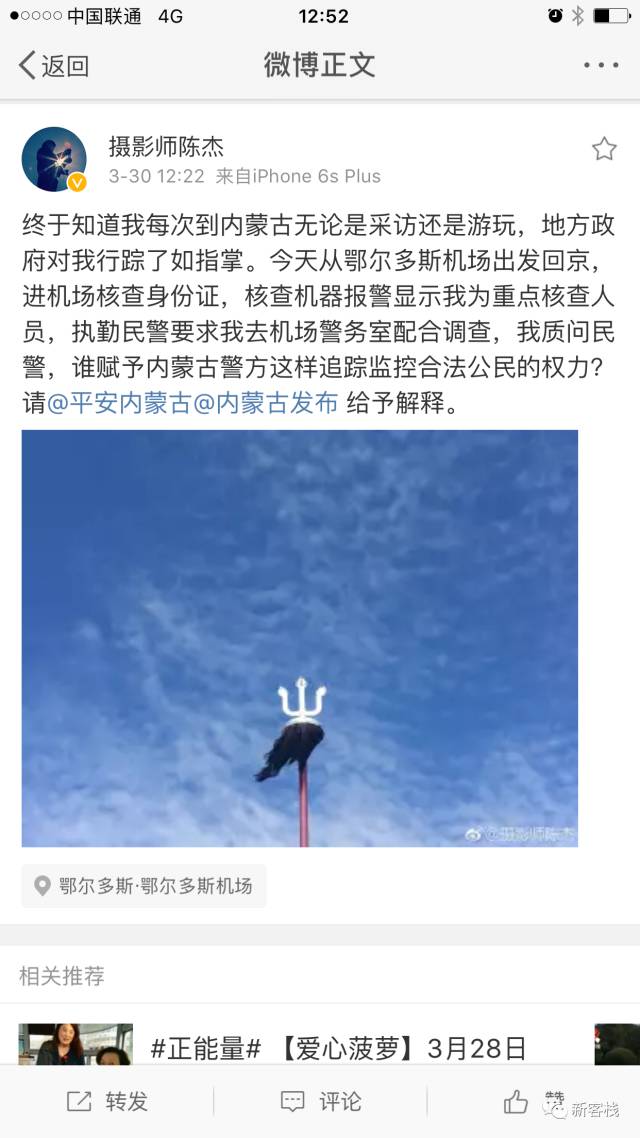 中国联通 4G 12:52
返回 微博正文
摄影师陈杰
3-30 12:22 来自iPhone 6s Plus
终于知道我每次到内蒙古无论是采访还是游玩，地方政
府对我行踪了如指掌。今天从鄂尔多斯机场出发回京，
进机场核查身份证，核查机器报警显示我为重点核查人
员，执勤民警要求我去机场警务室配合调查，我质问民
警，谁赋予内蒙古警方这样追踪监控合法公民的权力？
请@平安内蒙古@内蒙古发布 给予解释。
@摄影师陈杰
鄂尔多斯·鄂尔多斯机场
相关推荐
#正能量# 【爱心菠萝】3月28日
转发 评论 赞
新客栈